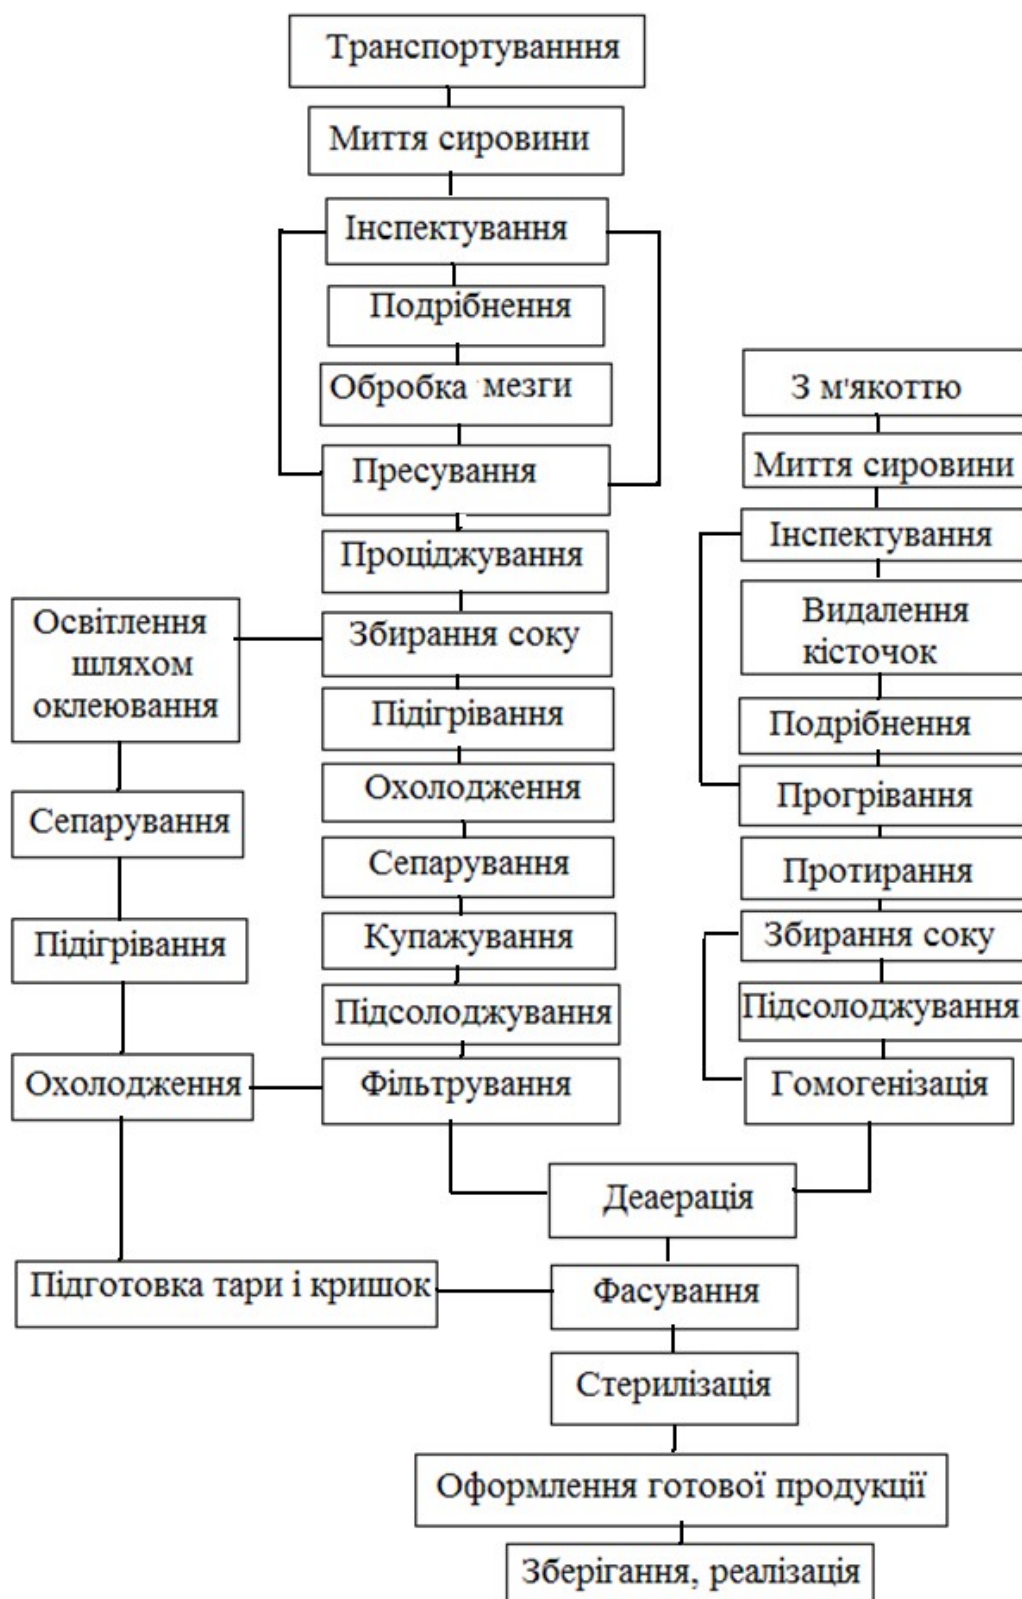 Транспортуванння
Миття сировини
Інспектування
Подрібнення
Обробка мезги
Пресування
Проціджування
Збирання соку
Підігрівання
Охолодження
Сепарування
Купажування
Підсолоджування
Фільтрування
Освітлення
шляхом
оклеювання
Сепарування
Підігрівання
Охолодження
Підготовка тари і кришок
З м'якоттю
Миття сировини
Інспектування
Видалення
кісточок
Подрібнення
Прогрівання
Протирання
Збирання соку
Підсолоджування
Гомогенізація
Деаерація
Фасування
Стерилізація
Оформлення готової продукції
Зберігання, реалізація